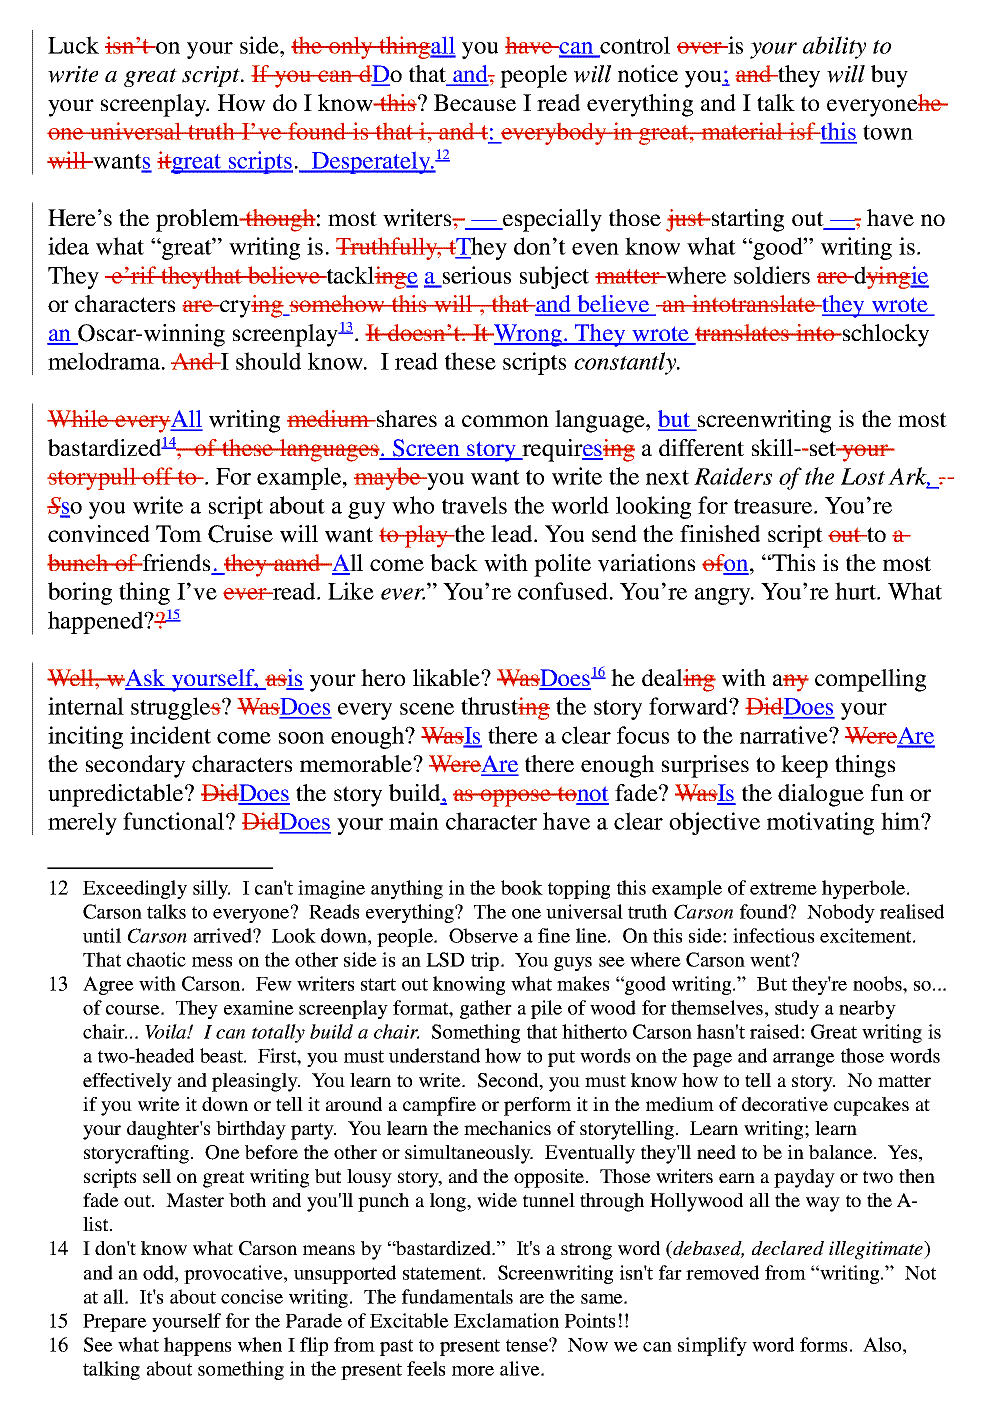 Luck isn’t on your side, the only thingall you have can control over is your ability to
write a great script. If you can dDo that and, people will notice you; and they will buy
your screenplay. How do I know this? Because I read everything and I talk to everyonehe
one universal truth I’ve found is that i, and t: everybody in great, material isf this town
will wants itgreat scripts.  Desperately.12
Here’s the problem though: most writers, — especially those just starting out —, have no
idea what “great” writing is. Truthfully, tThey don’t even know what “good” writing is.
They e’rif theythat believe tacklinge a serious subject matter where soldiers are dyingie
or characters are crying somehow this will , that and believe an intotranslate they wrote
an Oscar-winning screenplay13. It doesn’t. It Wrong. They wrote translates into schlocky
melodrama. And I should know.  I read these scripts constantly.
While everyAll writing medium shares a common language, but screenwriting is the most
bastardized14, of these languages. Screen story requiresing a different skill--set your
storypull off to . For example, maybe you want to write the next Raiders of the Lost Ark, --
Sso you write a script about a guy who travels the world looking for treasure. You’re
convinced Tom Cruise will want to play the lead. You send the finished script out to a
bunch of friends. they aand All come back with polite variations ofon, “This is the most
boring thing I’ve ever read. Like ever.” You’re confused. You’re angry. You’re hurt. What
happened??15
Well, wAsk yourself, asis your hero likable? WasDoes16 he dealing with any compelling
internal struggles? WasDoes every scene thrusting the story forward? DidDoes your
inciting incident come soon enough? WasIs there a clear focus to the narrative? WereAre
the secondary characters memorable? WereAre there enough surprises to keep things
unpredictable? DidDoes the story build, as oppose tonot fade? WasIs the dialogue fun or
merely functional? DidDoes your main character have a clear objective motivating him?
12 Exceedingly silly.  I can't imagine anything in the book topping this example of extreme hyperbole.
Carson talks to everyone?  Reads everything?  The one universal truth Carson found?  Nobody realised
until Carson arrived?  Look down, people.  Observe a fine line.  On this side: infectious excitement.
That chaotic mess on the other side is an LSD trip.  You guys see where Carson went?
13 Agree with Carson.  Few writers start out knowing what makes “good writing.”  But they're noobs, so...
of course.  They examine screenplay format, gather a pile of wood for themselves, study a nearby
chair... Voila!  I can totally build a chair.  Something that hitherto Carson hasn't raised: Great writing is
a two-headed beast.  First, you must understand how to put words on the page and arrange those words
effectively and pleasingly.  You learn to write.  Second, you must know how to tell a story.  No matter
if you write it down or tell it around a campfire or perform it in the medium of decorative cupcakes at
your daughter's birthday party.  You learn the mechanics of storytelling.  Learn writing; learn
storycrafting.  One before the other or simultaneously.  Eventually they'll need to be in balance.  Yes,
scripts sell on great writing but lousy story, and the opposite.  Those writers earn a payday or two then
fade out.  Master both and you'll punch a long, wide tunnel through Hollywood all the way to the A-
list.
14 I don't know what Carson means by “bastardized.”  It's a strong word (debased, declared illegitimate)
and an odd, provocative, unsupported statement.  Screenwriting isn't far removed from “writing.”  Not
at all.  It's about concise writing.  The fundamentals are the same.
15 Prepare yourself for the Parade of Excitable Exclamation Points!!
16 See what happens when I flip from past to present tense?  Now we can simplify word forms.  Also,
talking about something in the present feels more alive.